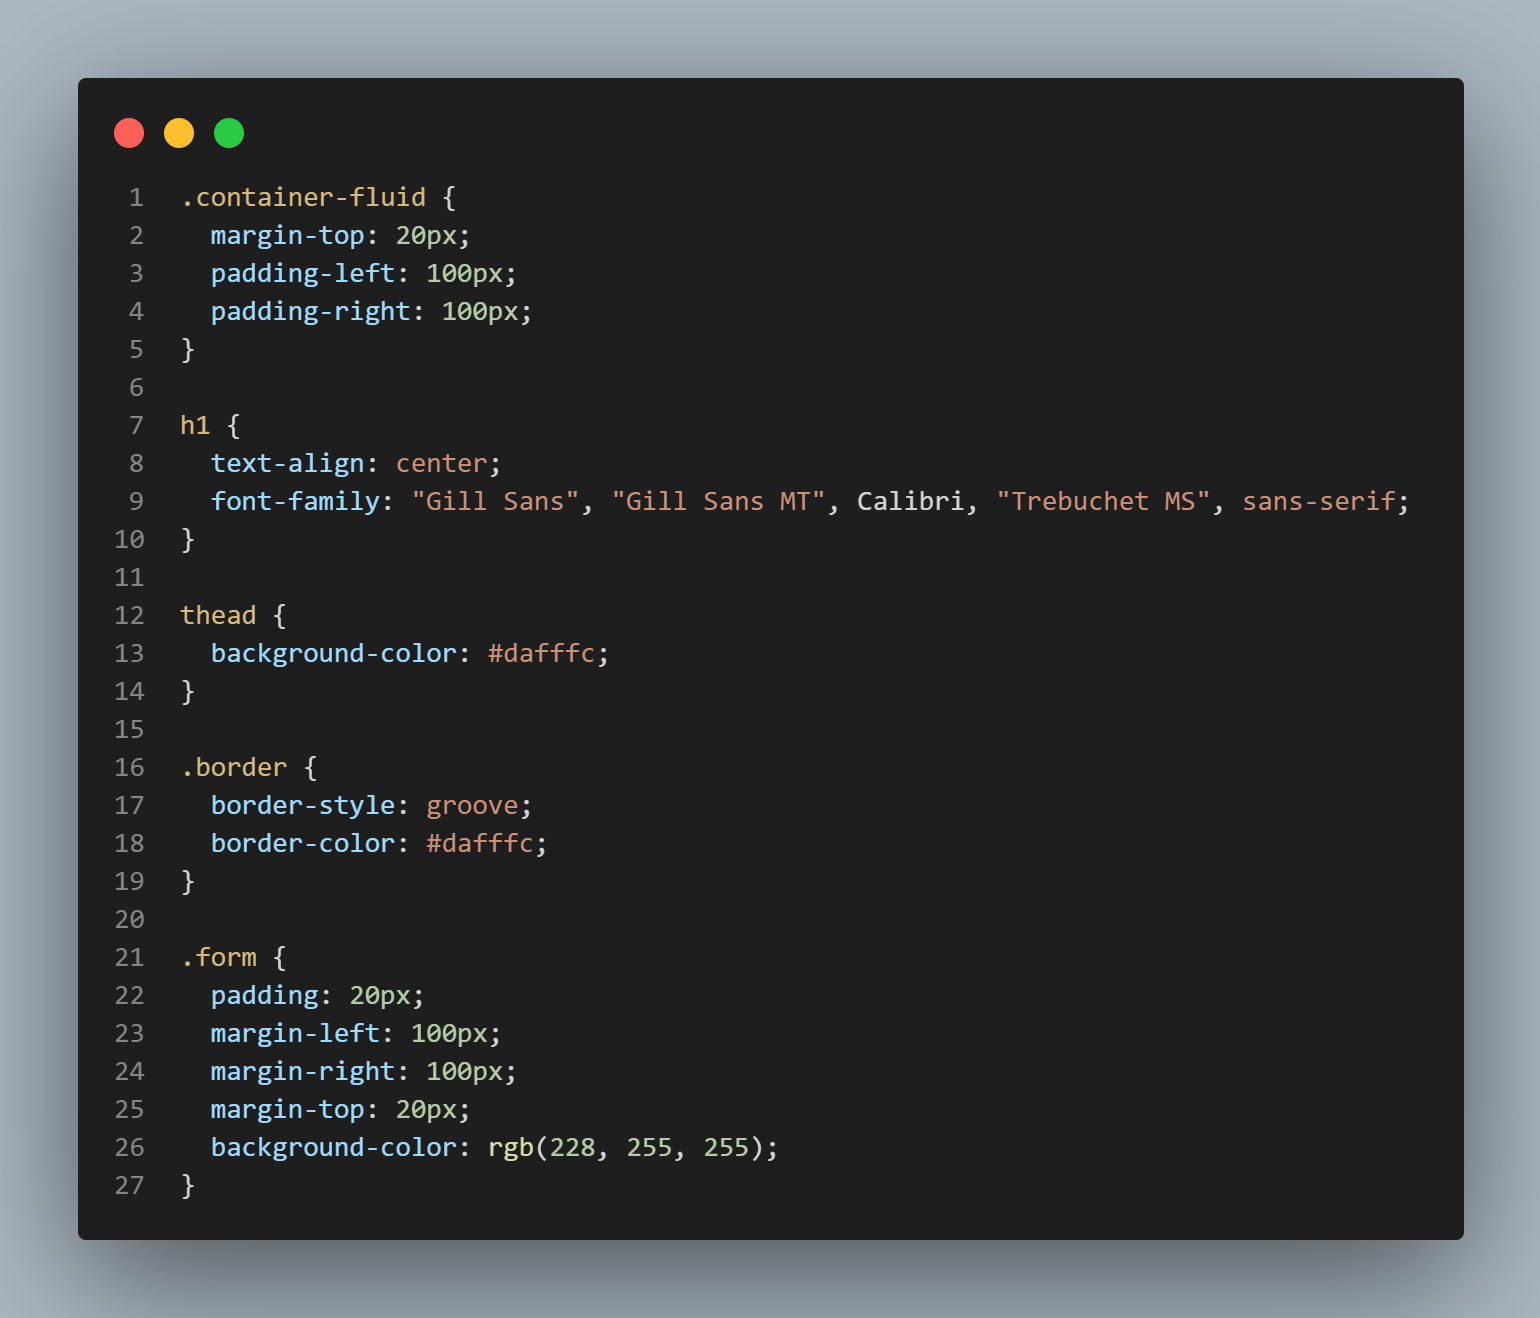 1 .container-fluid {
2   margin-top: 20px;
3   padding-left: 100px;
4   padding-right: 100px;
5 }
6
7 h1 {
8   text-align: center;
9   font-family: "Gill Sans", "Gill Sans MT", Calibri, "Trebuchet MS", sans-serif;
10 }
11
12 thead {
13   background-color: #dafffc;
14 }
15
16 .border {
17   border-style: groove;
18   border-color: #dafffc;
19 }
20
21 .form {
22   padding: 20px;
23   margin-left: 100px;
24   margin-right: 100px;
25   margin-top: 20px;
26   background-color: rgb(228, 255, 255);
27 }